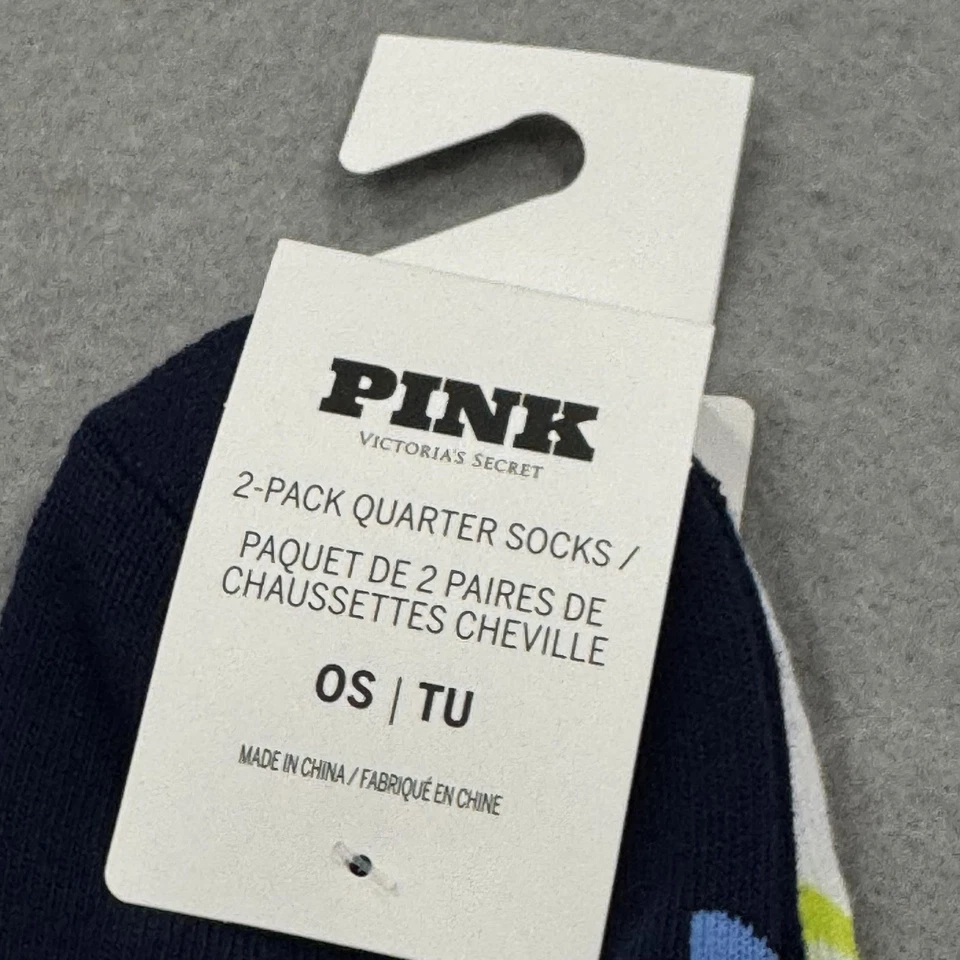 PINK
VICTORIA'S SECRET
2-PACK QUARTER SOCKS /
PAQUET DE 2 PAIRES DE
CHAUSSETTES CHEVILLE
OS | TU
MADE IN CHINA / FABRIQUÉ EN CHINE